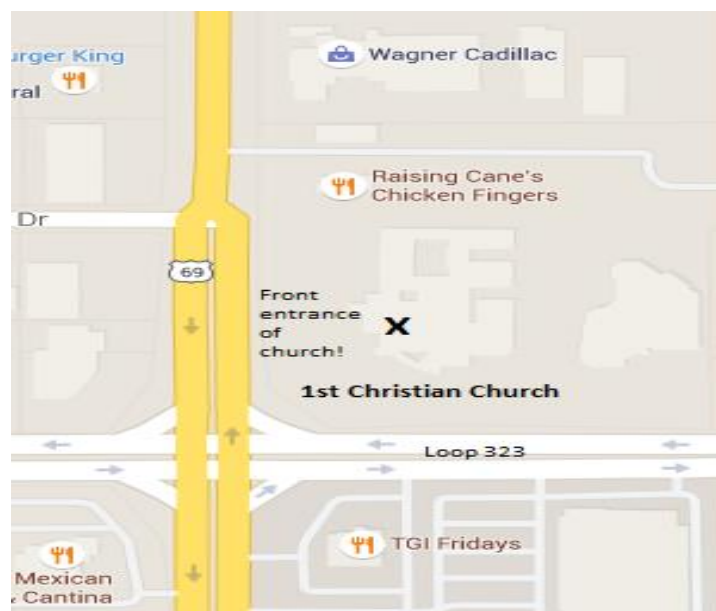 urger King
Wagner Cadillac
ral
Raising Cane's
Chicken Fingers
Dr
69
Front
entrance
of
church!
X
1st Christian Church
Loop 323
TGI Fridays
Mexican
& Cantina